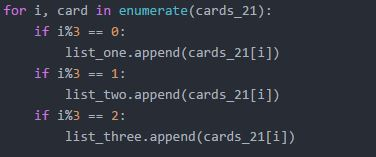 for i, card in enumerate(cards_21):
    if i%3 == 0:
        list_one.append(cards_21[i])
    if i%3 == 1:
        list_two.append(cards_21[i])
    if i%3 == 2:
        list_three.append(cards_21[i])